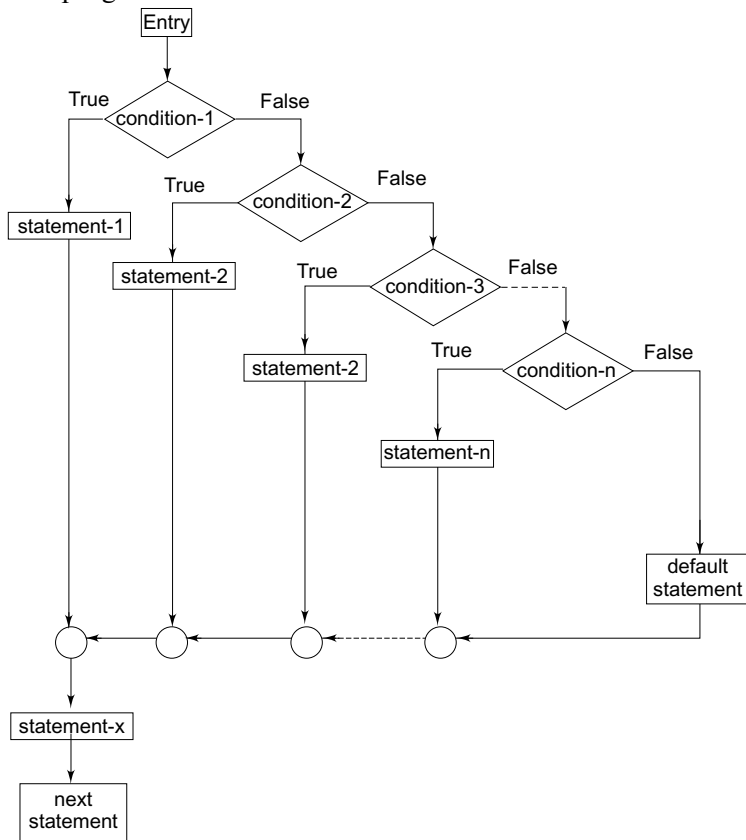 Entry
True
False
condition-1
True
False
statement-1
condition-2
True
False
statement-2
condition-3
True
False
statement-2
condition-n
statement-n
default
statement
statement-x
next
statement